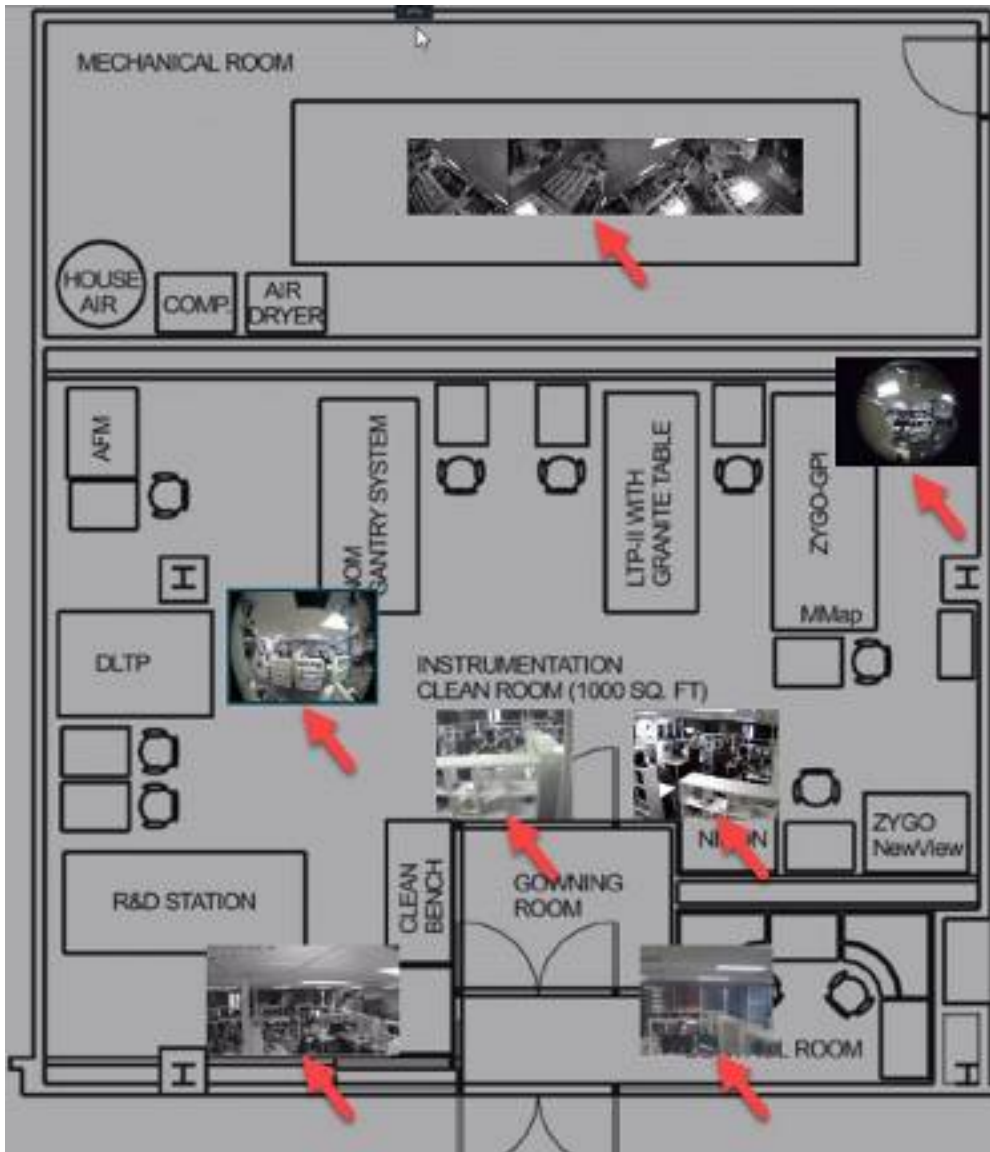 MECHANICAL ROOM
HOUSE
AIR
COMP.
AIR
DRYER
AFM
NOM
GANTRY SYSTEM
LTP-II WITH
GRANITE TABLE
ZYGO-GPI
MMap
DLTP
INSTRUMENTATION
CLEAN ROOM (1000 SQ. FT)
ZYGO
NewView
R&D STATION
CLEAN
BENCH
GOWNING
ROOM
ROOM
H
H
H
H